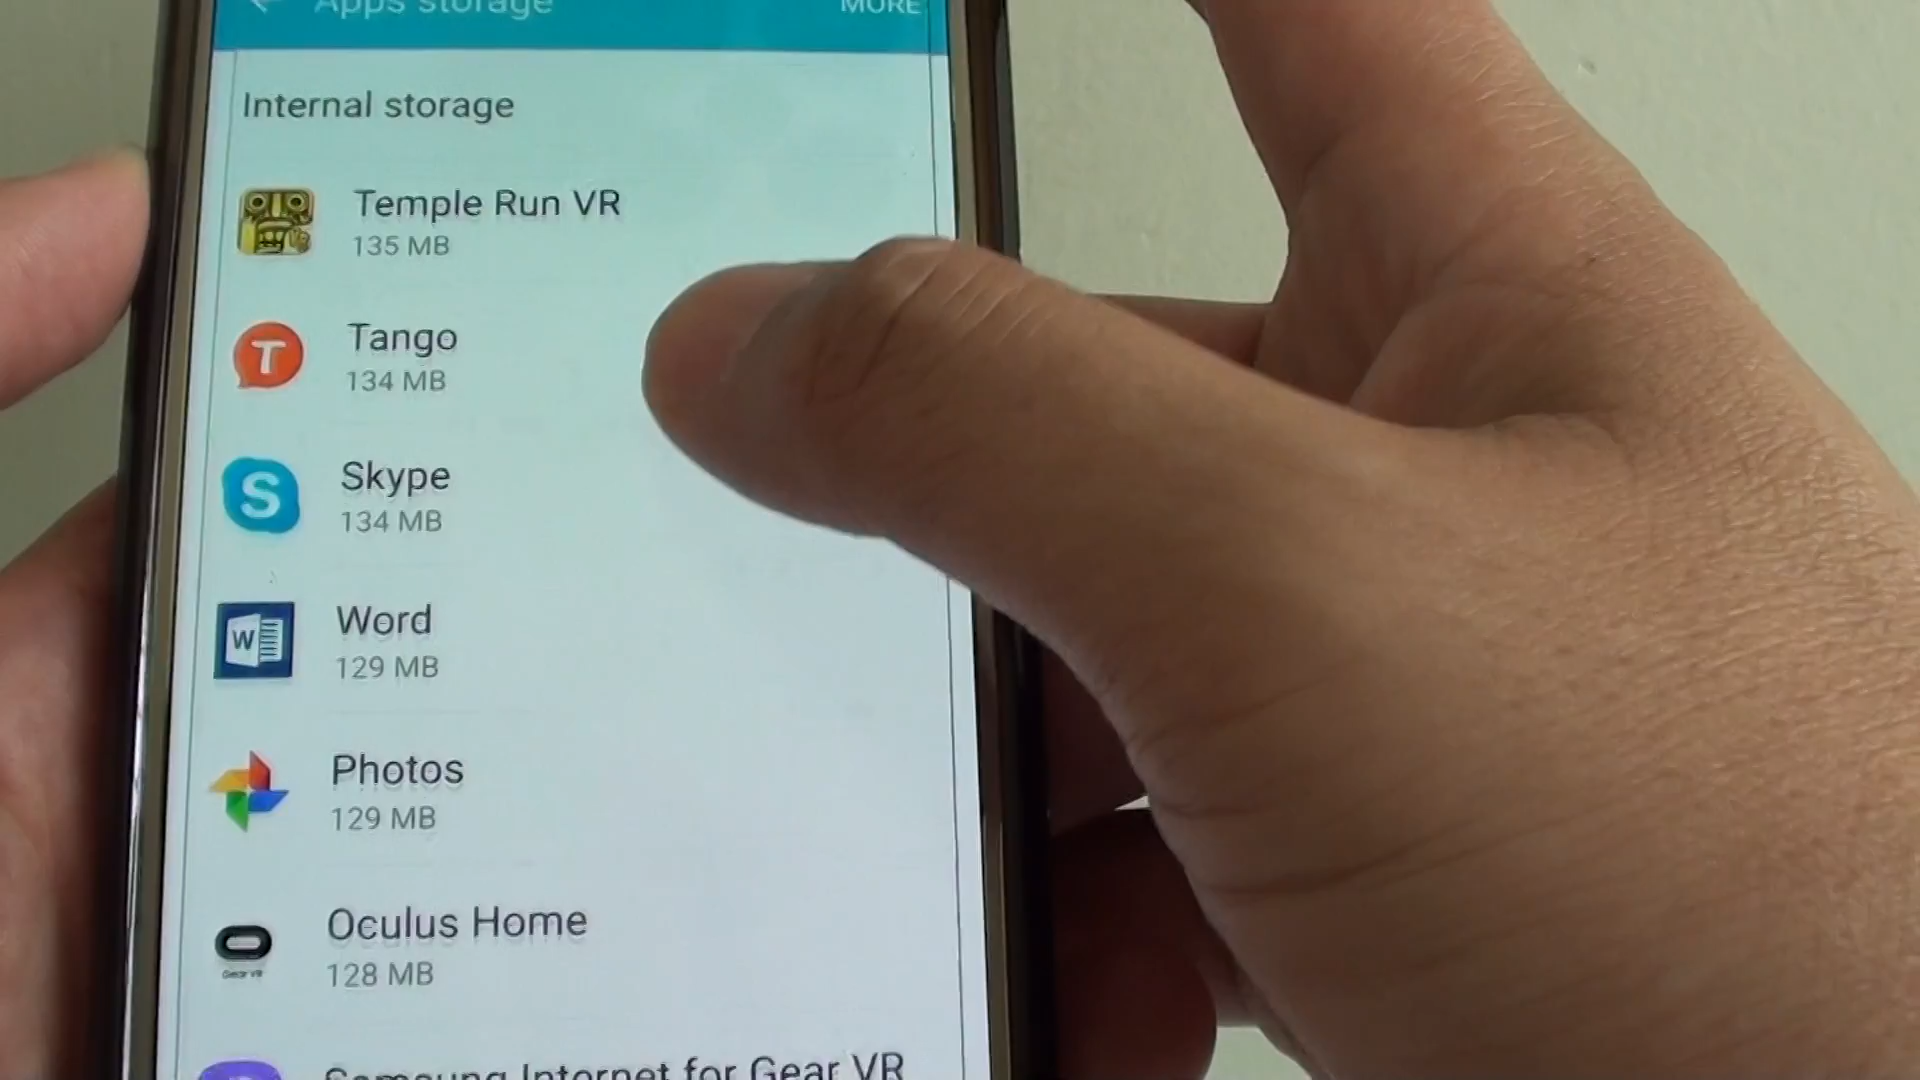 Apps storage
MORE
Internal storage
Temple Run VR
135 MB
T
Tango
134 MB
S
Skype
134 MB
W
Word
129 MB
Photos
129 MB
Oculus Home
Gear VR
128 MB
Samsung Internet for Gear VR